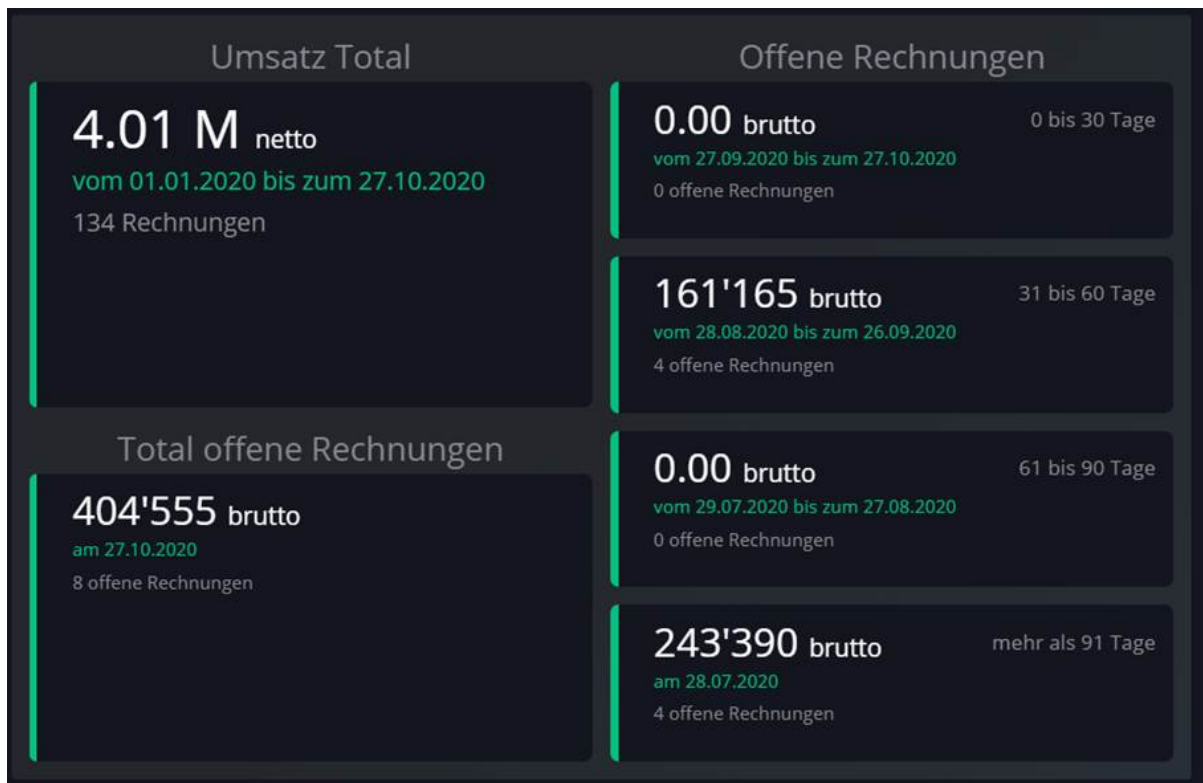 Umsatz Total
4.01 M netto
vom 01.01.2020 bis zum 27.10.2020
134 Rechnungen
Total offene Rechnungen
404'555 brutto
am 27.10.2020
8 offene Rechnungen
Offene Rechnungen
0.00 brutto 0 bis 30 Tage
vom 27.09.2020 bis zum 27.10.2020
0 offene Rechnungen
161'165 brutto 31 bis 60 Tage
vom 28.08.2020 bis zum 26.09.2020
4 offene Rechnungen
0.00 brutto 61 bis 90 Tage
vom 29.07.2020 bis zum 27.08.2020
0 offene Rechnungen
243'390 brutto mehr als 91 Tage
am 28.07.2020
4 offene Rechnungen